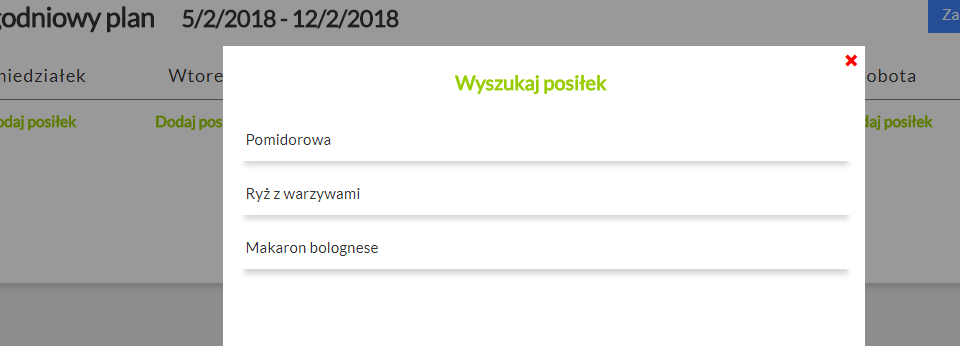 godniowy plan 5/2/2018 - 12/2/2018
Za
niedziałek Wtore obota
Wyszukaj posiłek
odaj posiłek Dodaj pos aj posiłek
Pomidorowa
Ryż z warzywami
Makaron bolognese